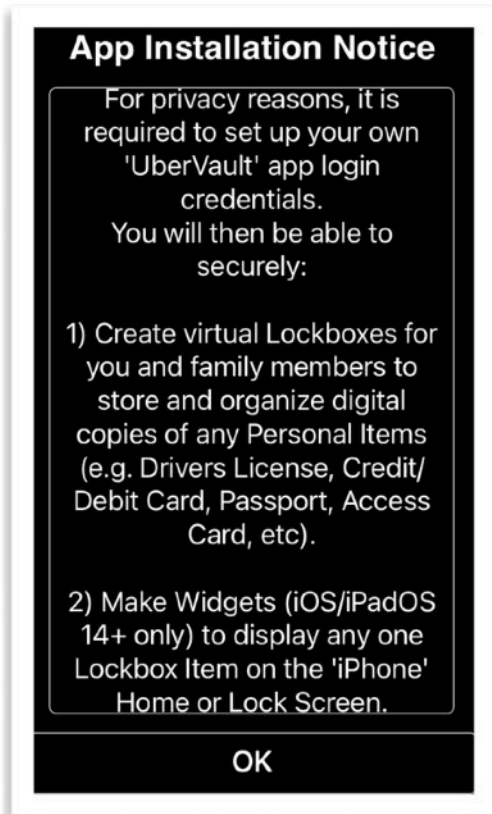 App Installation Notice
For privacy reasons, it is
required to set up your own
'UberVault' app login
credentials.
You will then be able to
securely:
1) Create virtual Lockboxes for
you and family members to
store and organize digital
copies of any Personal Items
(e.g. Drivers License, Credit/
Debit Card, Passport, Access
Card, etc).
2) Make Widgets (iOS/iPadOS
14+ only) to display any one
Lockbox Item on the 'iPhone'
Home or Lock Screen.
OK